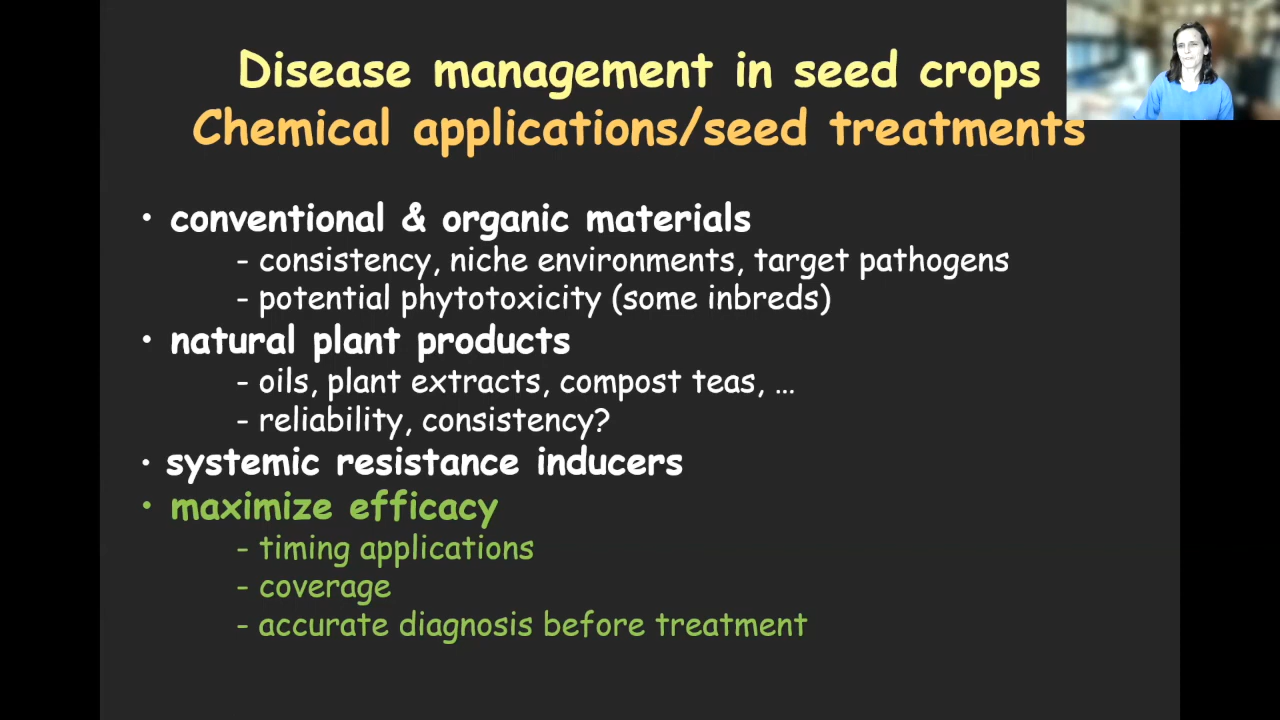 Disease management in seed crops
Chemical applications/seed treatments
• conventional & organic materials
- consistency, niche environments, target pathogens
- potential phytotoxicity (some inbreds)
• natural plant products
- oils, plant extracts, compost teas, …
- reliability, consistency?
• systemic resistance inducers
• maximize efficacy
- timing applications
- coverage
- accurate diagnosis before treatment